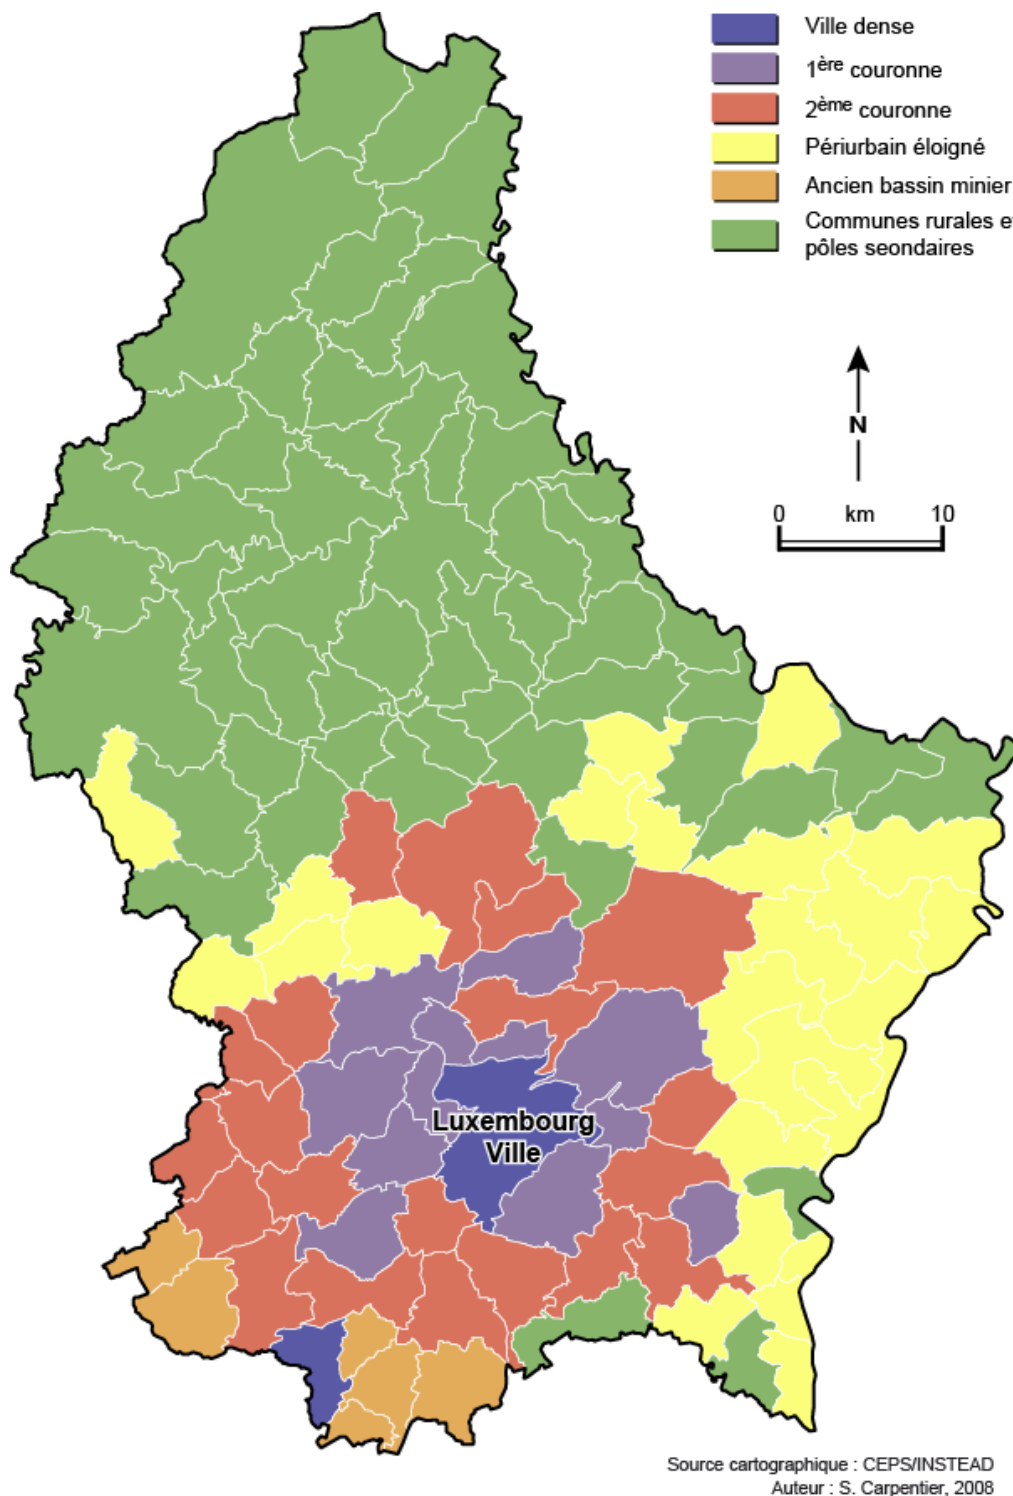 Ville dense
1ère couronne
2ème couronne
Périurbain éloigné
Ancien bassin minier
Communes rurales e
pôles seondaires
N
0 km 10
Luxembourg
Ville
Source cartographique : CEPS/INSTEAD
Auteur : S. Carpentier, 2008